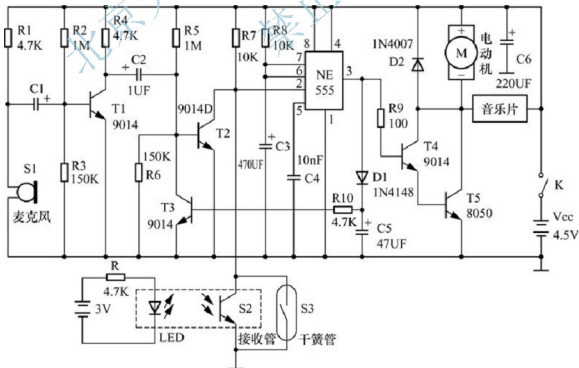 R1
4.7K
R2
1M
R4
4.7K
C2
1UF
R5
1M
R7
10K
R8
10K
8
4
7
6
2
5
NE
555
3
1
1N4007
D2
M
电动机
C6
220UF
音乐片
C1
T1
9014
9014D
T2
R3
150K
150K
R6
C3
470UF
10nF
C4
R9
100
T4
9014
D1
1N4148
T5
8050
K
Vcc
4.5V
S1
麦克风
T3
9014
R10
4.7K
C5
47UF
R
4.7K
3V
LED
S2
接收管
S3
干簧管
北京
禁止